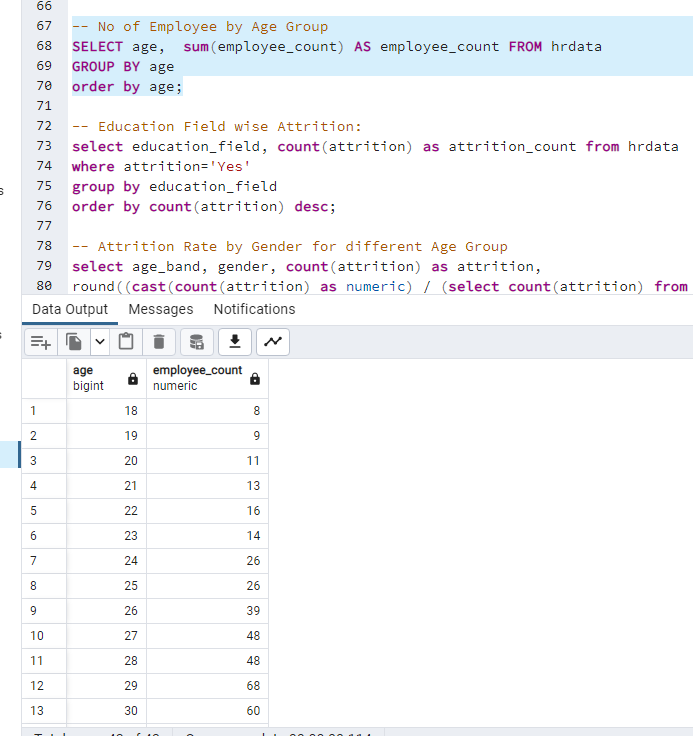 66
67 -- No of Employee by Age Group
68 SELECT age,  sum(employee_count) AS employee_count FROM hrdata
69 GROUP BY age
70 order by age;
71
72 -- Education Field wise Attrition:
73 select education_field, count(attrition) as attrition_count from hrdata
74 where attrition='Yes'
75 group by education_field
76 order by count(attrition) desc;
77
78 -- Attrition Rate by Gender for different Age Group
79 select age_band, gender, count(attrition) as attrition,
80 round((cast(count(attrition) as numeric) / (select count(attrition) from
Data Output Messages Notifications
age employee_count
bigint numeric
1 18 8
2 19 9
3 20 11
4 21 13
5 22 16
6 23 14
7 24 26
8 25 26
9 26 39
10 27 48
11 28 48
12 29 68
13 30 60